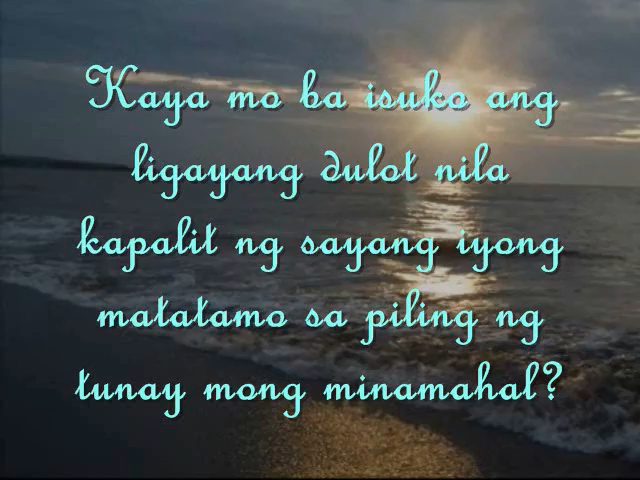 Kaya mo ba isuko ang
ligayang dulot nila
kapalit ng sayang iyong
matatamo sa piling ng
tunay mong minamahal?